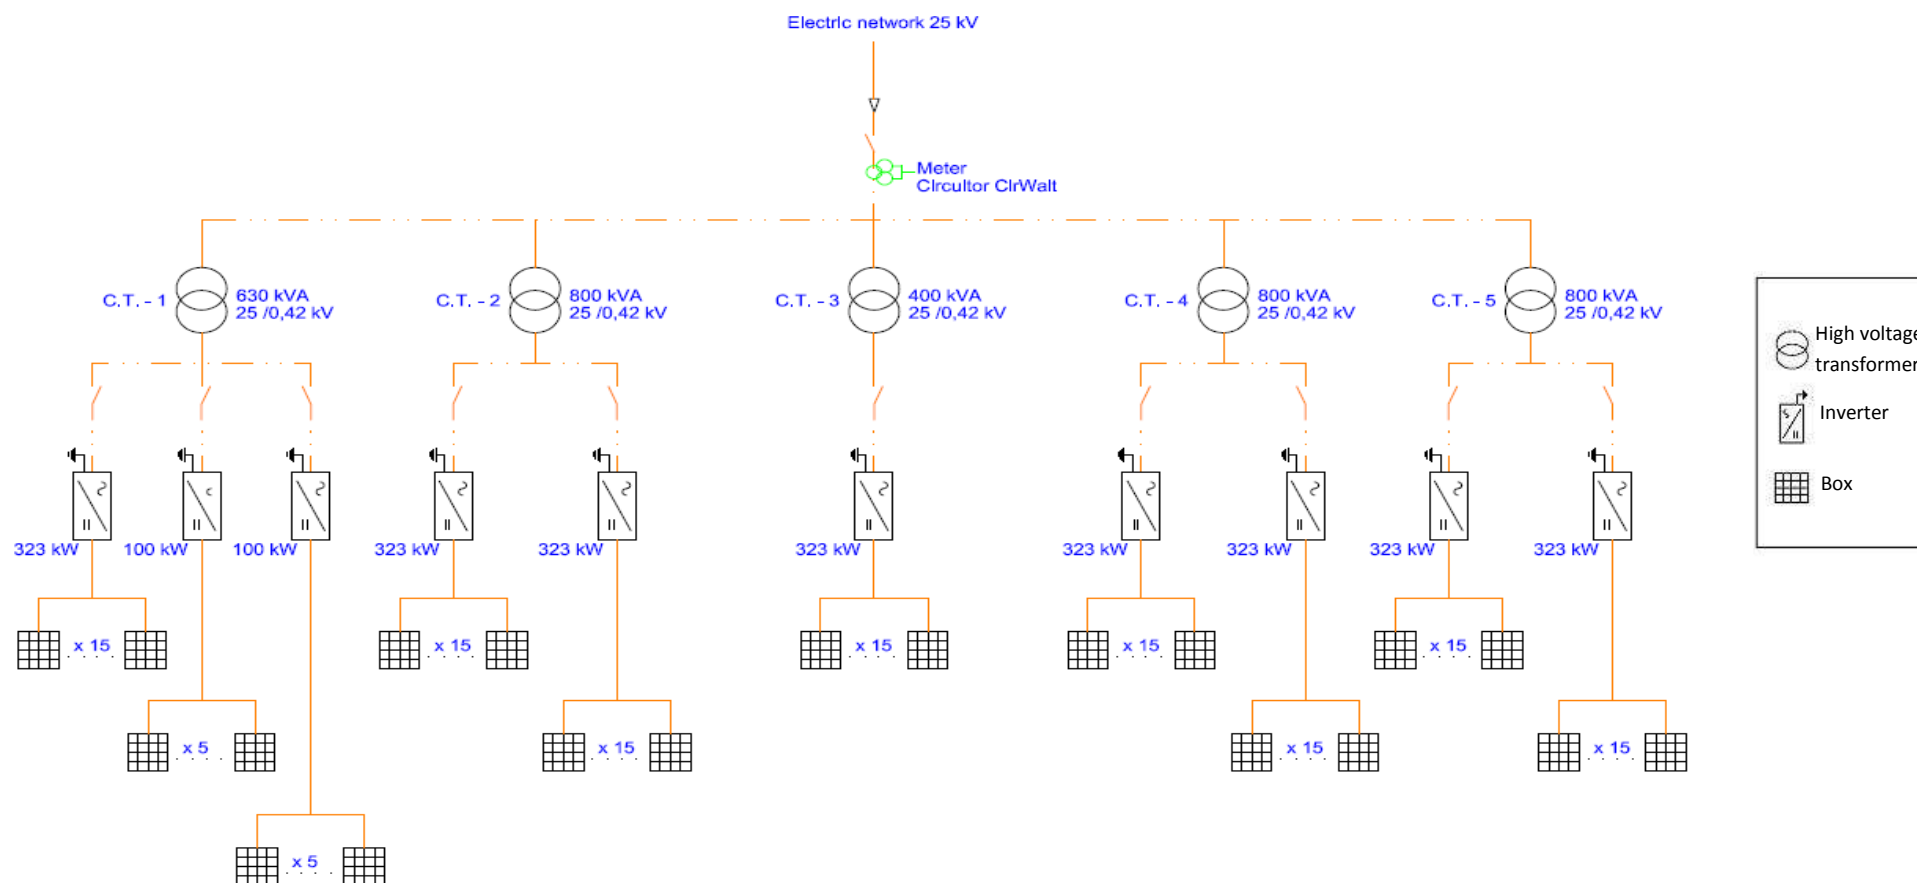 Electric network 25 kV
Meter
Circuitor CirWalt
C.T. - 1
630 kVA
25 /0,42 kV
C.T. - 2
800 kVA
25 /0,42 kV
C.T. - 3
400 kVA
25 /0,42 kV
C.T. - 4
800 kVA
25 /0,42 kV
C.T. - 5
800 kVA
25 /0,42 kV
High voltage
transformer
Inverter
Box
323 kW
100 kW
100 kW
323 kW
323 kW
323 kW
323 kW
323 kW
323 kW
323 kW
x 15
x 15
x 15
x 15
x 15
x 5
x 15
x 15
x 15
x 5